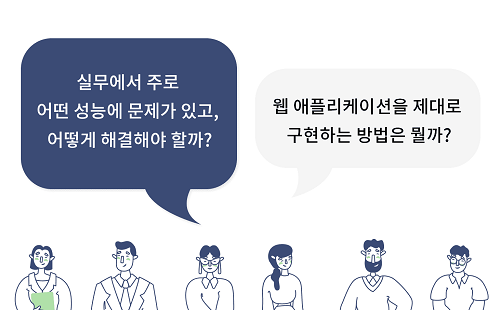 실무에서 주로
어떤 성능에 문제가 있고,
어떻게 해결해야 할까?
웹 애플리케이션을 제대로
구현하는 방법은 뭘까?